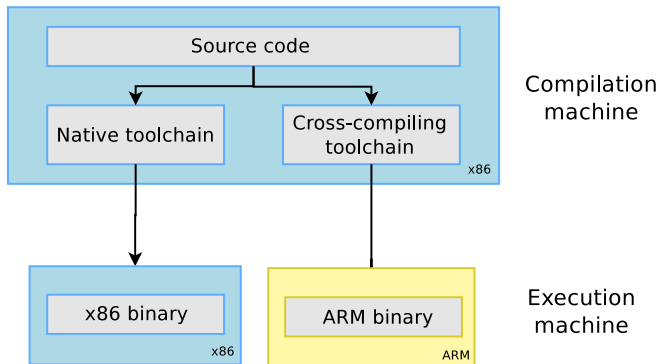 Source code
Compilation
machine
Native toolchain
Cross-compiling
toolchain
x86
x86 binary
x86
ARM binary
ARM
Execution
machine